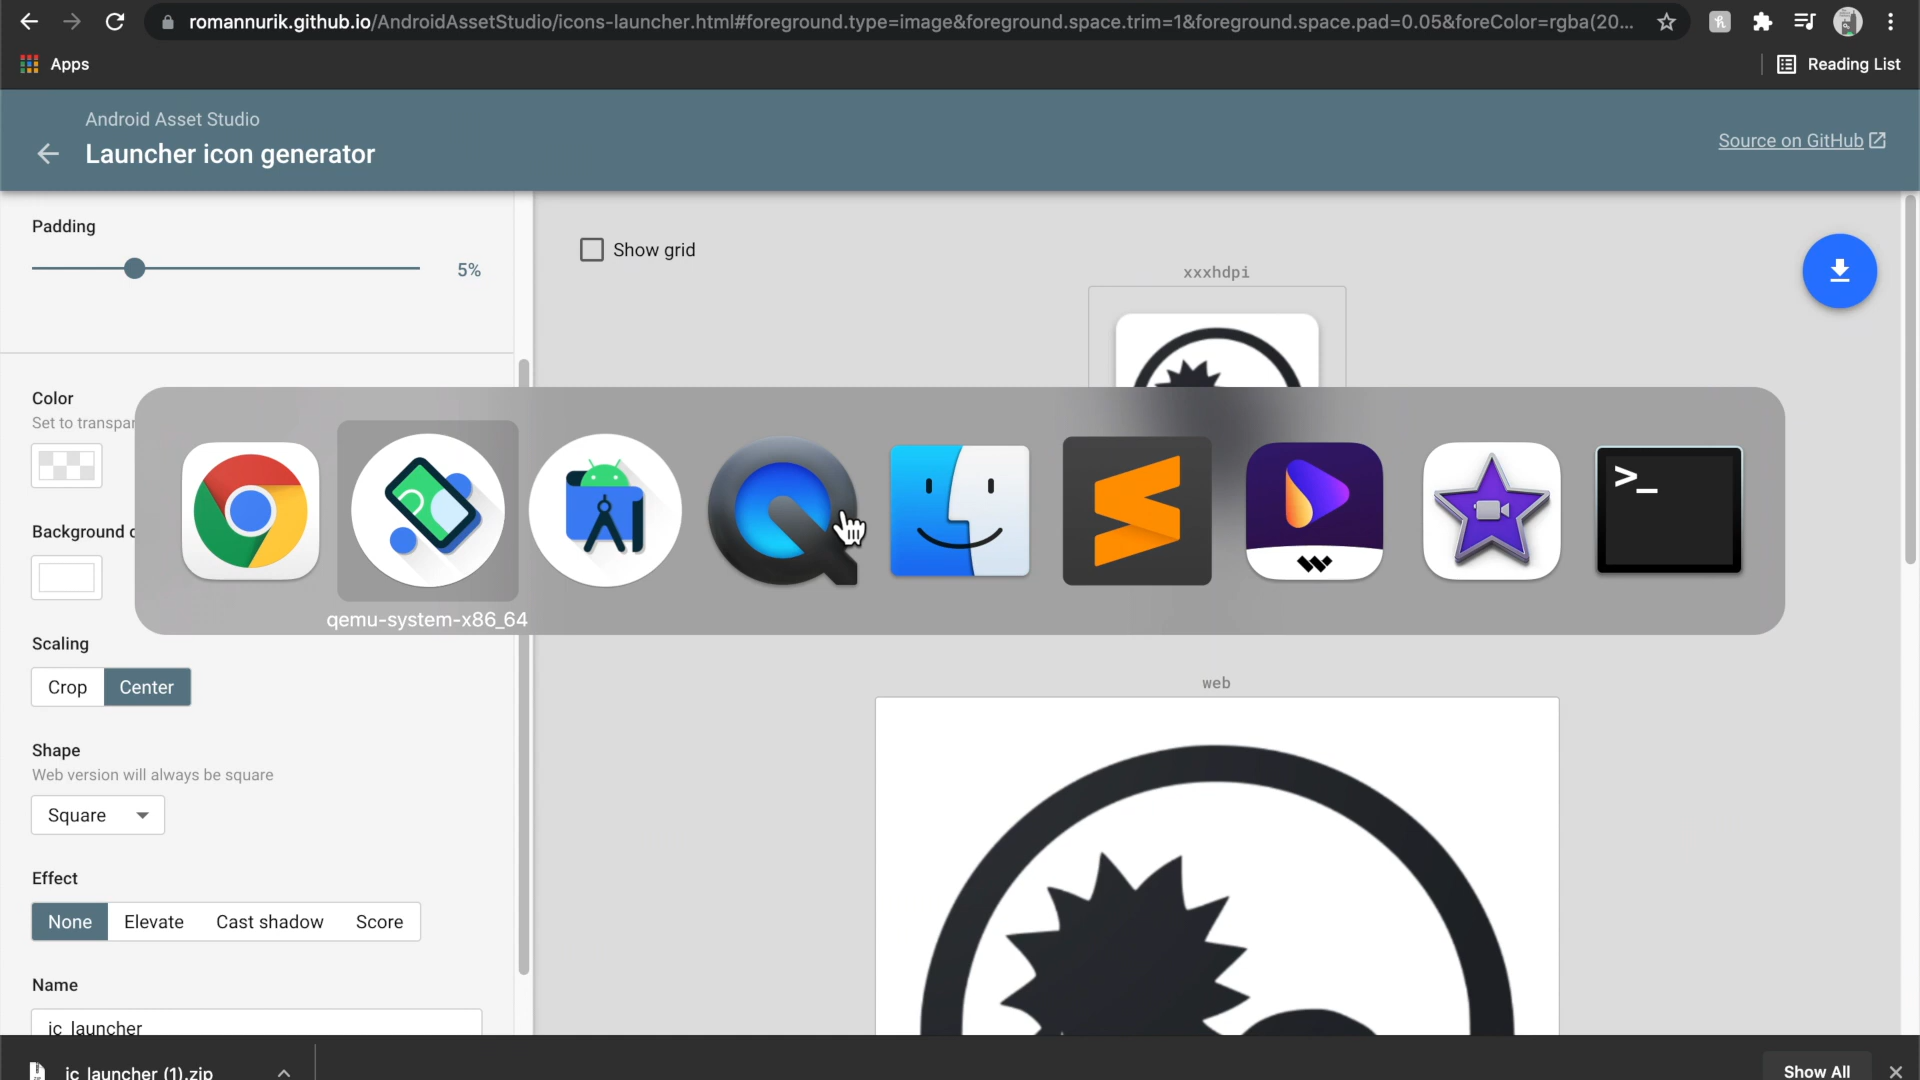 romannurik.github.io/AndroidAssetStudio/icons-launcher.html#foreground.type=image&foreground.space.trim=1&foreground.space.pad=0.05&foreColor=rgba(20...
Apps
Reading List
Android Asset Studio
Launcher icon generator
Source on GitHub
Padding
5%
Show grid
xxxhdpi
Color
Set to transpar
Background c
>_
qemu-system-x86_64
Scaling
Crop Center
web
Shape
Web version will always be square
Square
Effect
None Elevate Cast shadow Score
Name
ic_launcher
ic_launcher (1).zip
Show All